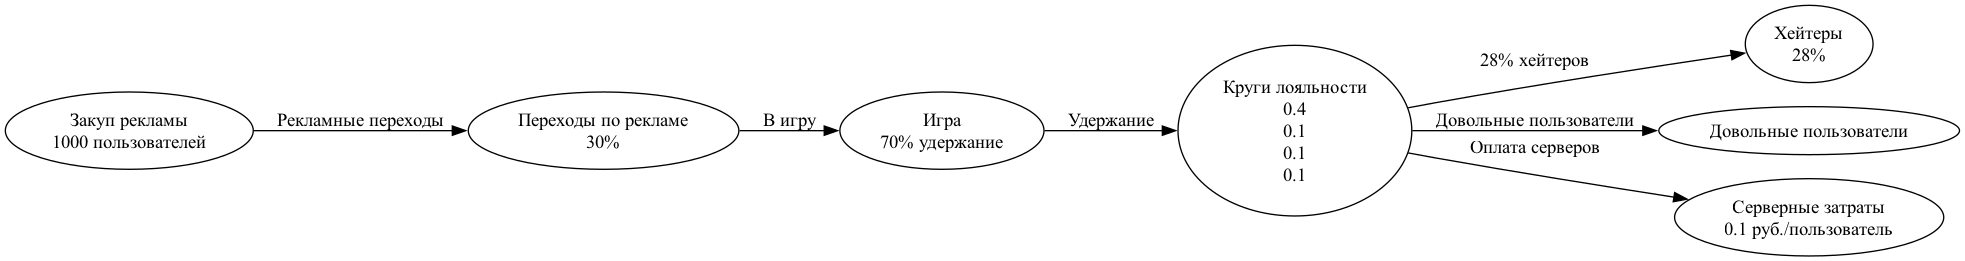 Закуп рекламы
1000 пользователей
Рекламные переходы
Переходы по рекламе
30%
В игру
Игра
70% удержание
Удержание
Круги лояльности
0.4
0.1
0.1
0.1
28% хейтеров
Хейтеры
28%
Довольные пользователи
Довольные пользователи
Оплата серверов
Серверные затраты
0.1 руб./пользователь